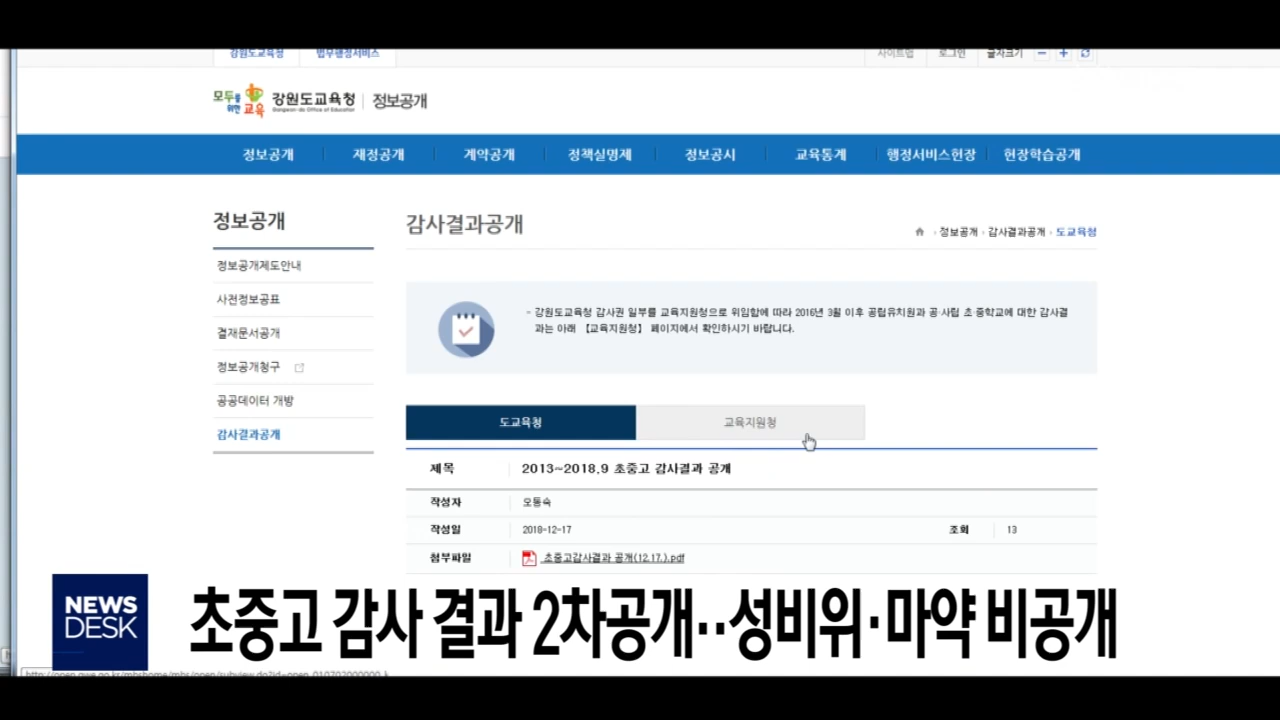 강원도교육청 법무행정서비스 사이트맵 로그인 글자크기
모두를 위한 교육 강원도교육청 정보공개
Gangwon-do Office of Education
정보공개 재정공개 계약공개 정책실명제 정보공시 교육통계 행정서비스헌장 현장학습공개
정보공개
정보공개제도안내
사전정보공표
결재문서공개
정보공개청구
공공데이터 개방
감사결과공개
감사결과공개
정보공개 › 감사결과공개 › 도교육청
- 강원도교육청 감사권 일부를 교육지원청으로 위임함에 따라 2016년 3월 이후 공립유치원과 공·사립 초·중학교에 대한 감사결
과는 아래 【교육지원청】 페이지에서 확인하시기 바랍니다.
도교육청 교육지원청
제목 2013~2018.9 초중고 감사결과 공개
작성자 오동숙
작성일 2018-12-17 조회 13
첨부파일 초중고감사결과 공개(12.17.).pdf
NEWS
DESK
초중고 감사 결과 2차공개‥성비위·마약 비공개